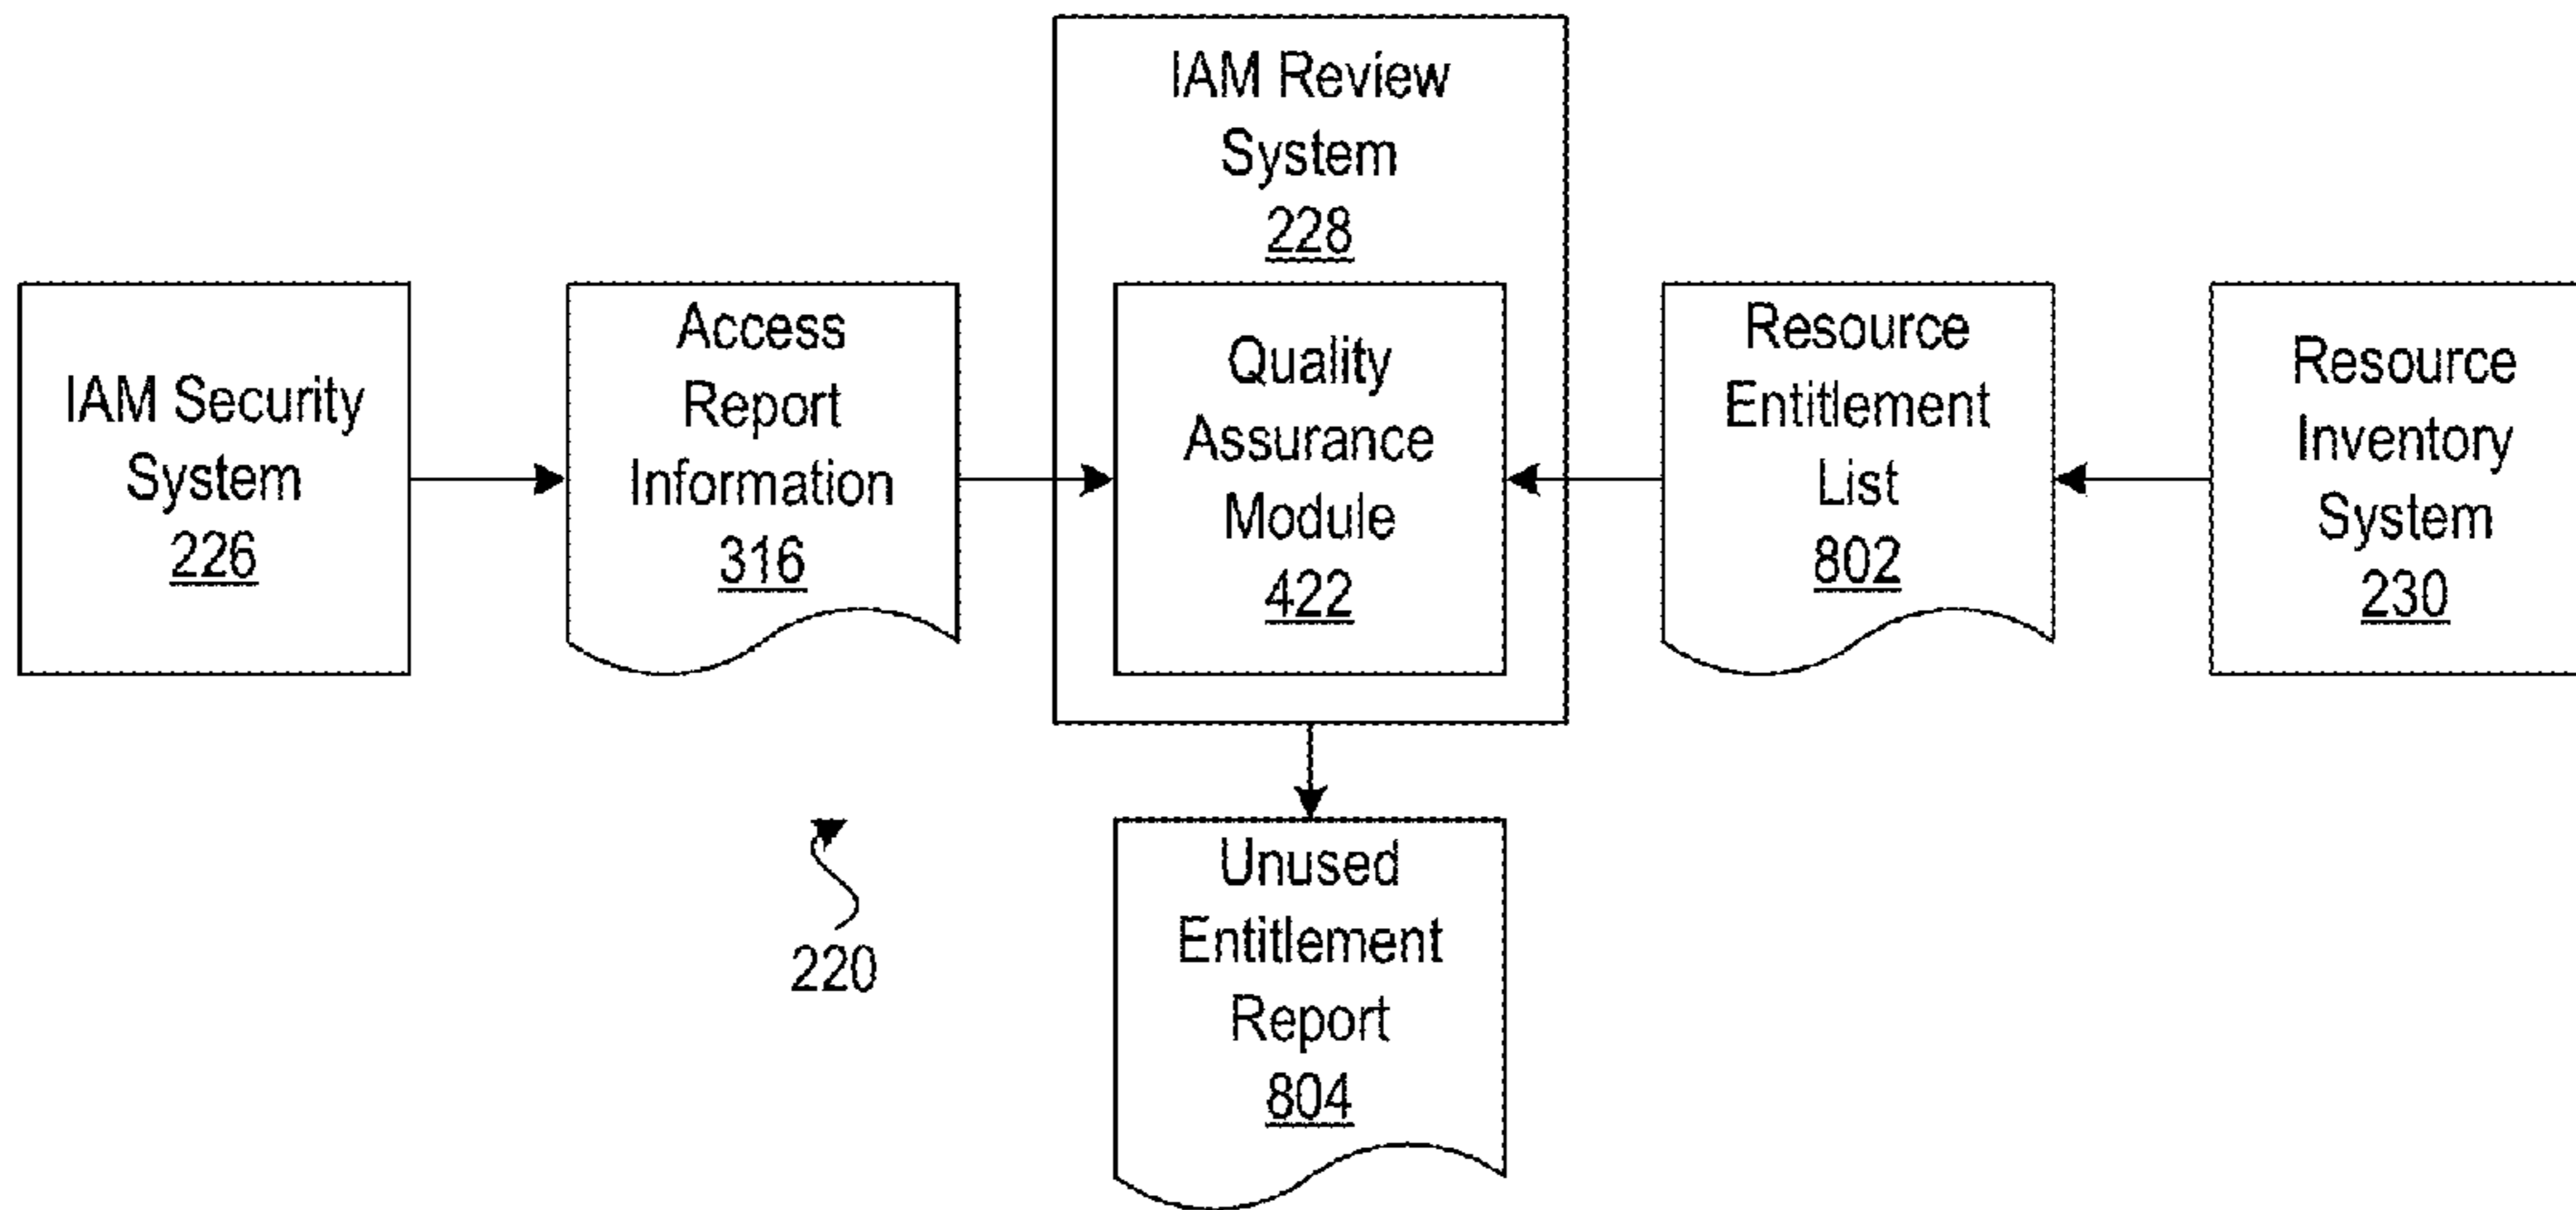 IAM Review
System
228
IAM Security
System
226
Access
Report
Information
316
Quality
Assurance
Module
422
Resource
Entitlement
List
802
Resource
Inventory
System
230
220
Unused
Entitlement
Report
804